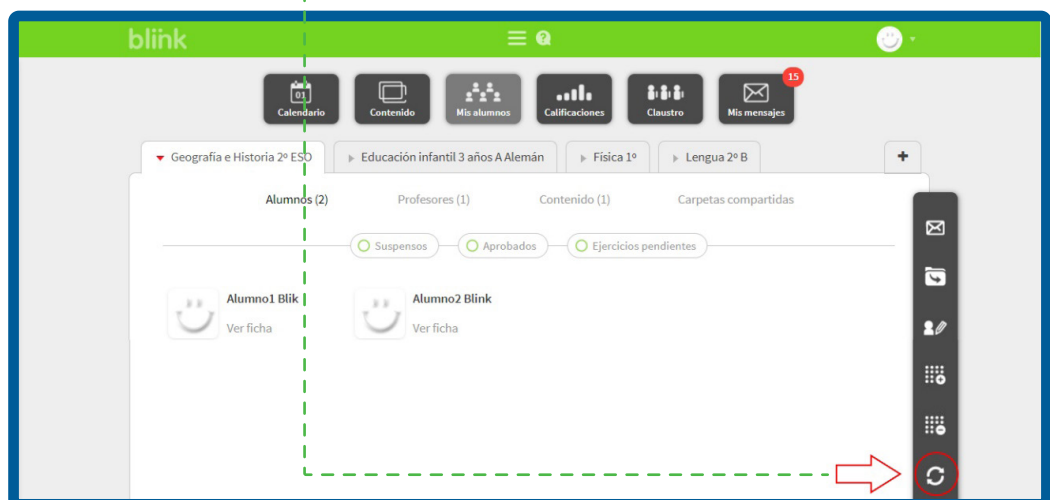 blink
?
15
01
Calendario
Contenido
Mis alumnos
Calificaciones
Claustro
Mis mensajes
Geografía e Historia 2º ESO
Educación infantil 3 años A Alemán
Física 1º
Lengua 2º B
+
Alumnos (2)
Profesores (1)
Contenido (1)
Carpetas compartidas
Suspensos
Aprobados
Ejercicios pendientes
Alumno1 Blik
Alumno2 Blink
Ver ficha
Ver ficha